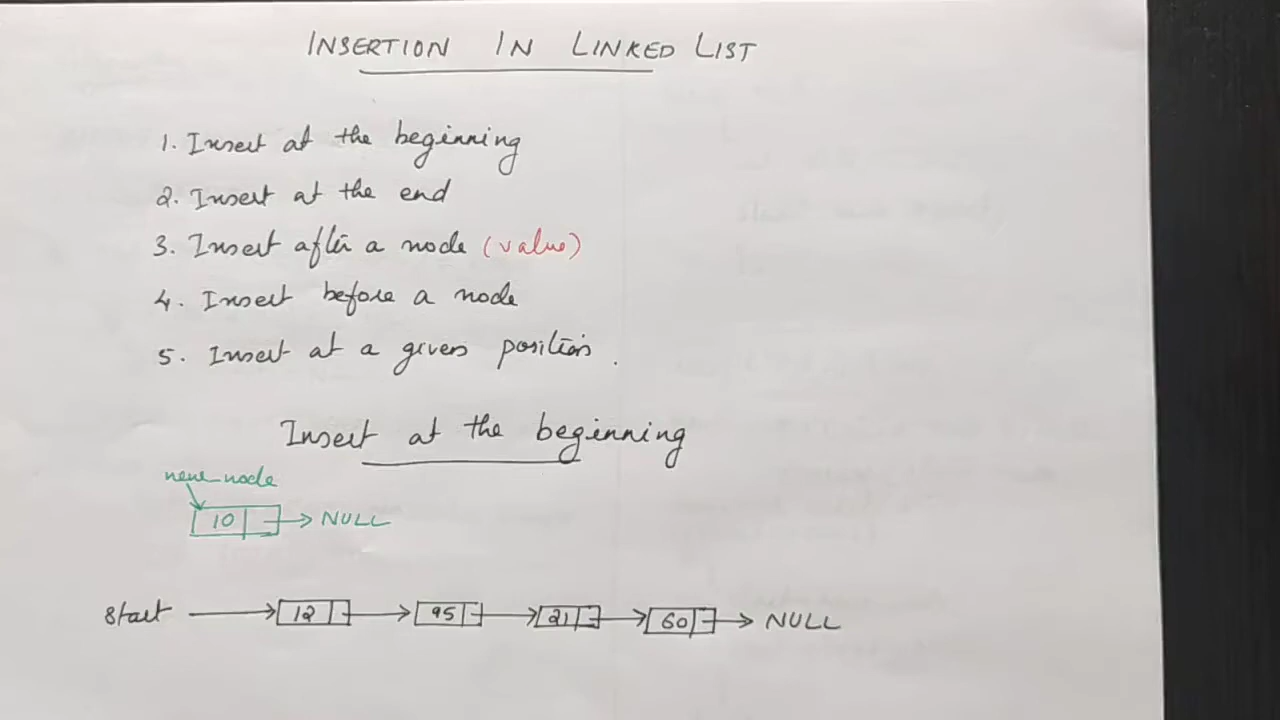 INSERTION IN LINKED LIST
1. Insert at the beginning
2. Insert at the end
3. Insert after a node (value)
4. Insert before a node
5. Insert at a given position.
Insert at the beginning
new_node
10 NULL
start 12 95 21 60 NULL